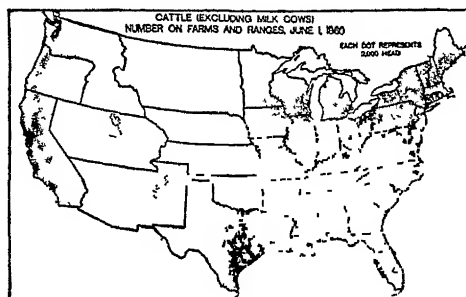 CATTLE (EXCLUDING MILK COWS)
NUMBER ON FARMS AND RANGES, JUNE 1, 1860
EACH DOT REPRESENTS
2,000 HEAD